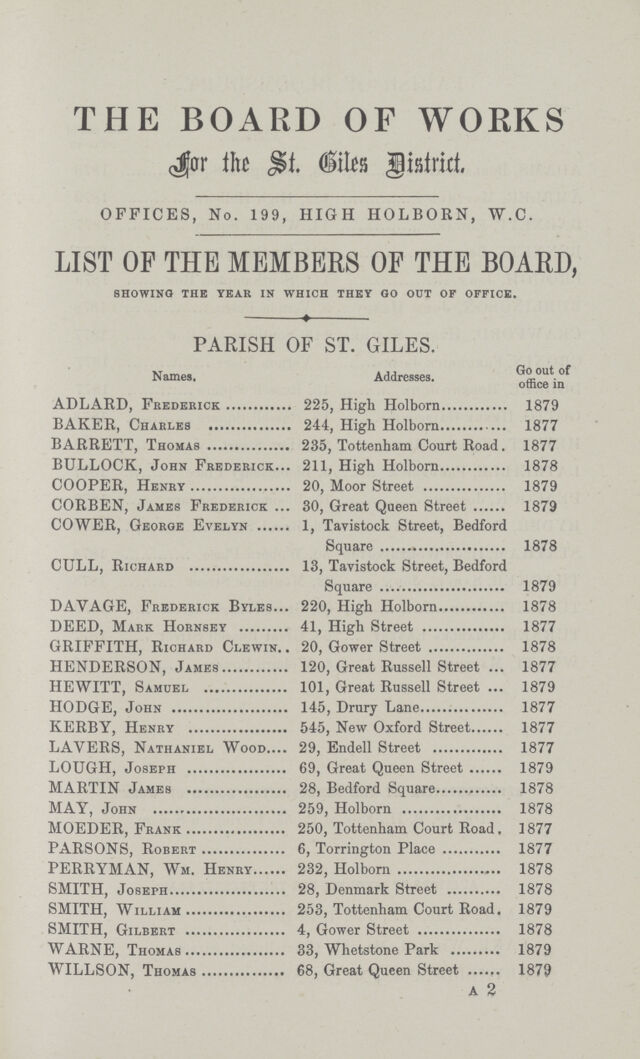 THE BOARD OF WORKS
For the St. Giles District.
OFFICES, No. 199, HIGH HOLBORN, W.C.
LIST OF THE MEMBERS OF THE BOARD,
SHOWING THE YEAR IN WHICH THEY GO OUT OF OFFICE.
PARISH OF ST. GILES.
Names. Addresses. Go out of office in
ADLARD, FREDERICK ............ 225, High Holborn............ 1879
BAKER, CHARLES ............... 244, High Holborn............ 1877
BARRETT, THOMAS ............... 235, Tottenham Court Road. 1877
BULLOCK, JOHN FREDERICK... 211, High Holborn............ 1878
COOPER, HENRY .................. 20, Moor Street ............... 1879
CORBEN, JAMES FREDERICK ... 30, Great Queen Street ...... 1879
COWER, GEORGE EVELYN ...... 1, Tavistock Street, Bedford
Square ....................... 1878
CULL, RICHARD .................. 13, Tavistock Street, Bedford
Square ....................... 1879
DAVAGE, FREDERICK BYLES... 220, High Holborn............ 1878
DEED, MARK HORNSEY ......... 41, High Street ............... 1877
GRIFFITH, RICHARD CLEWIN.. 20, Gower Street .............. 1878
HENDERSON, JAMES............ 120, Great Russell Street ... 1877
HEWITT, SAMUEL ............... 101, Great Russell Street ... 1879
HODGE, JOHN ..................... 145, Drury Lane............... 1877
KERBY, HENRY .................. 545, New Oxford Street...... 1877
LAVERS, NATHANIEL WOOD.... 29, Endell Street ............. 1877
LOUGH, JOSEPH .................. 69, Great Queen Street ...... 1879
MARTIN JAMES .................. 28, Bedford Square............ 1878
MAY, JOHN ........................ 259, Holborn .................. 1878
MOEDER, FRANK................... 250, Tottenham Court Road. 1877
PARSONS, ROBERT ............... 6, Torrington Place .......... 1877
PERRYMAN, WM. HENRY...... 232, Holborn ................... 1878
SMITH, JOSEPH..................... 28, Denmark Street .......... 1878
SMITH, WILLIAM.................. 253, Tottenham Court Road. 1879
SMITH, GILBERT .................. 4, Gower Street ............... 1878
WARNE, THOMAS.................. 33, Whetstone Park ......... 1879
WILLSON, THOMAS............... 68, Great Queen Street ...... 1879
A 2